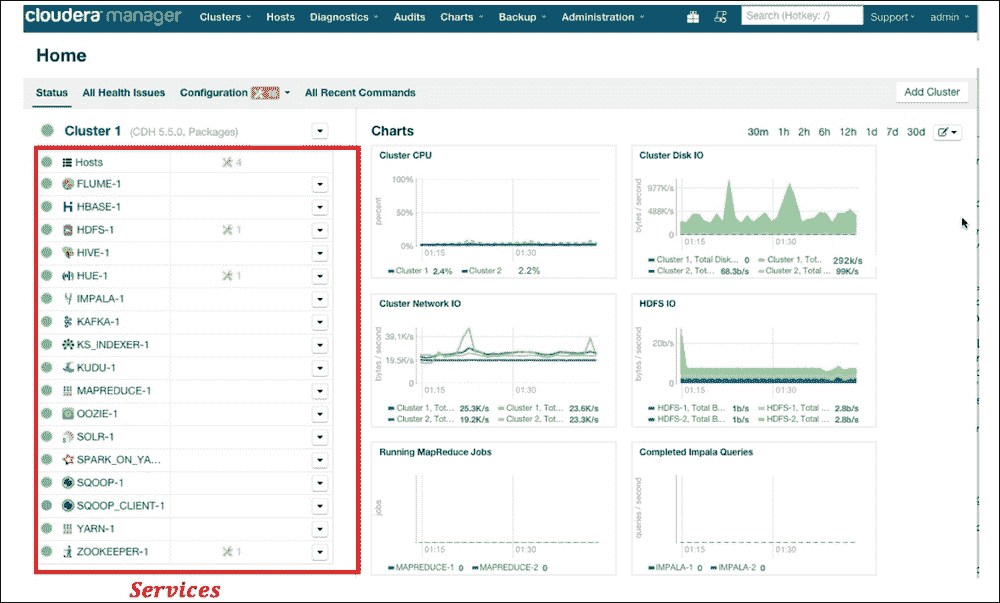 cloudera manager Clusters Hosts Diagnostics Audits Charts Backup Administration Search (Hotkey: /) Support admin
Home
Status All Health Issues Configuration All Recent Commands Add Cluster
Cluster 1 (CDH 5.5.0, Packages)
Hosts 4
FLUME-1
HBASE-1
HDFS-1 1
HIVE-1
HUE-1 1
IMPALA-1
KAFKA-1
KS_INDEXER-1
KUDU-1
MAPREDUCE-1
OOZIE-1
SOLR-1
SPARK_ON_YA...
SQOOP-1
SQOOP_CLIENT-1
YARN-1
ZOOKEEPER-1 1
Services
Charts 30m 1h 2h 6h 12h 1d 7d 30d
Cluster CPU
percent
100%
50%
0%
01:15 01:30
Cluster 1 2.4% Cluster 2 2.2%
Cluster Disk IO
bytes / second
977K/s
488K/s
0
01:15 01:30
Cluster 1, Total Disk... 0 Cluster 1, Tot... 292k/s
Cluster 2, Tot... 68.3b/s Cluster 2, Tot... 99K/s
Cluster Network IO
bytes / second
39.1K/s
19.5K/s
0
01:15 01:30
Cluster 1, Tot... 25.3K/s Cluster 1, Tot... 23.6K/s
Cluster 2, Tot... 19.2K/s Cluster 2, Tot... 23.3K/s
HDFS IO
bytes / second
20b/s
0
01:15 01:30
HDFS-1, Total B... 1b/s HDFS-1, Total ... 2.8b/s
HDFS-2, Total B... 1b/s HDFS-2, Total ... 2.8b/s
Running MapReduce Jobs
jobs
01:15 01:30
MAPREDUCE-1 0 MAPREDUCE-2 0
Completed Impala Queries
queries / second
01:15 01:30
IMPALA-1 0 IMPALA-2 0